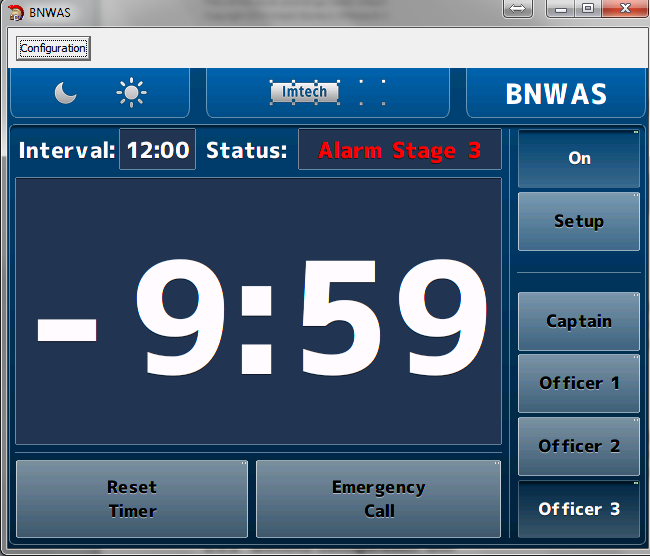 BNWAS
Configuration
Imtech
BNWAS
Interval: 12:00 Status: Alarm Stage 3
On
Setup
-9:59
Captain
Officer 1
Officer 2
Officer 3
Reset
Timer
Emergency
Call